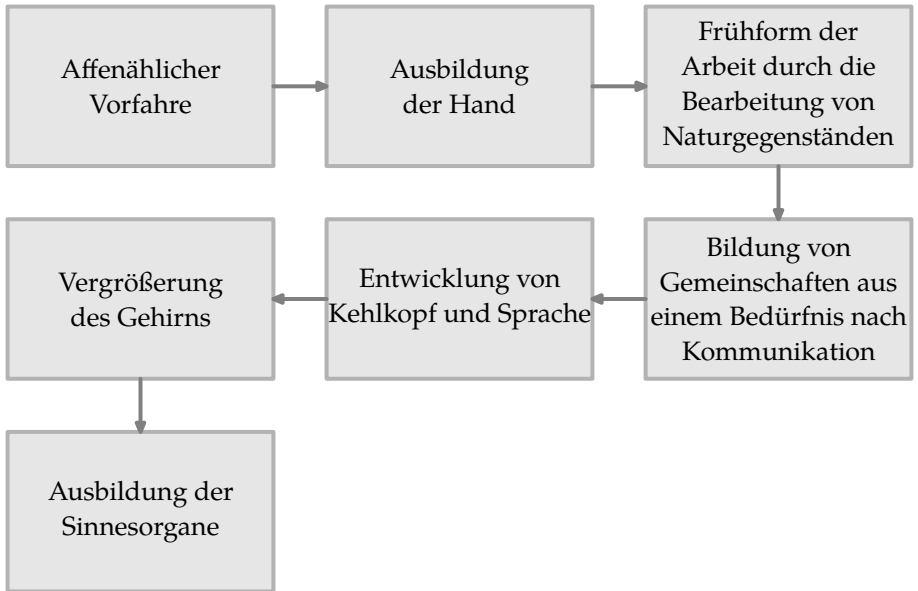 Affenählicher
Vorfahre
Ausbildung
der Hand
Frühform der
Arbeit durch die
Bearbeitung von
Naturgegenständen
Bildung von
Gemeinschaften aus
einem Bedürfnis nach
Kommunikation
Entwicklung von
Kehlkopf und Sprache
Vergrößerung
des Gehirns
Ausbildung der
Sinnesorgane